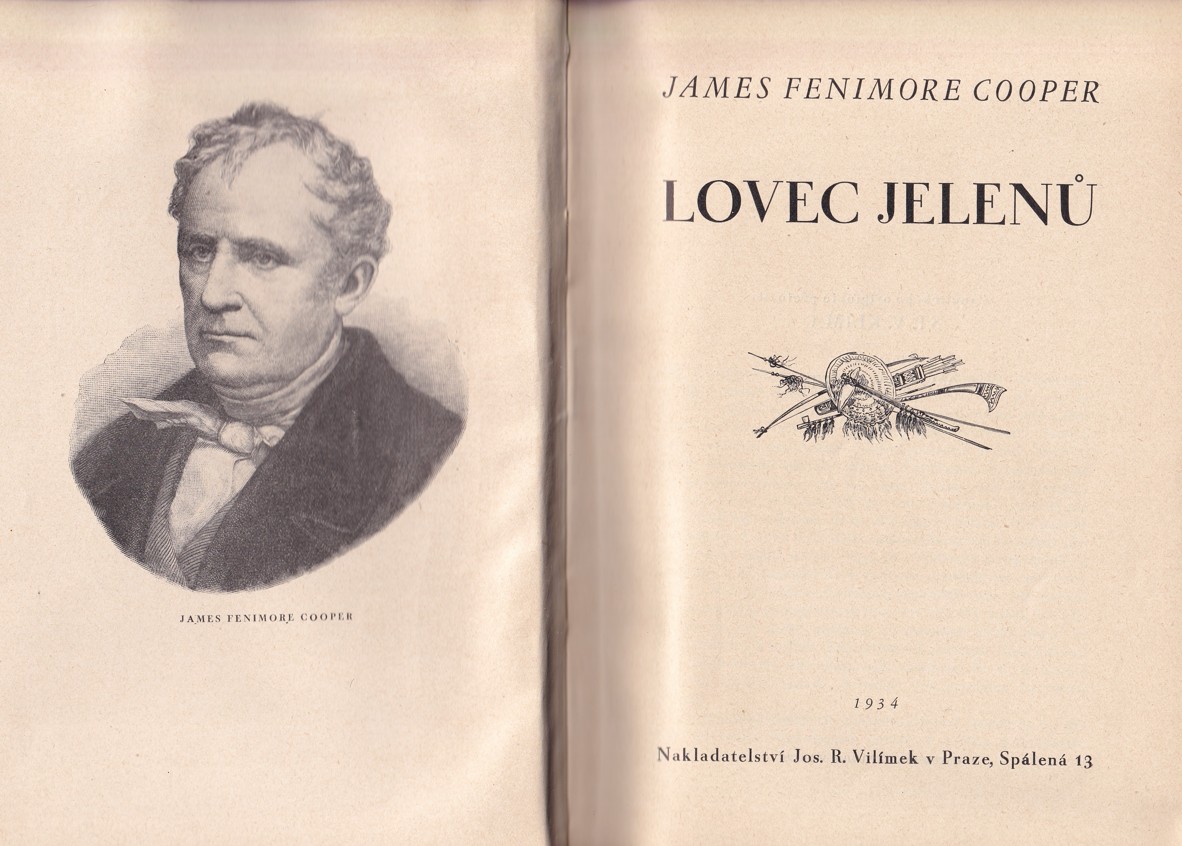 JAMES FENIMORE COOPER
JAMES FENIMORE COOPER
LOVEC JELENŮ
1934
Nakladatelství Jos. R. Vilímek v Praze, Spálená 13